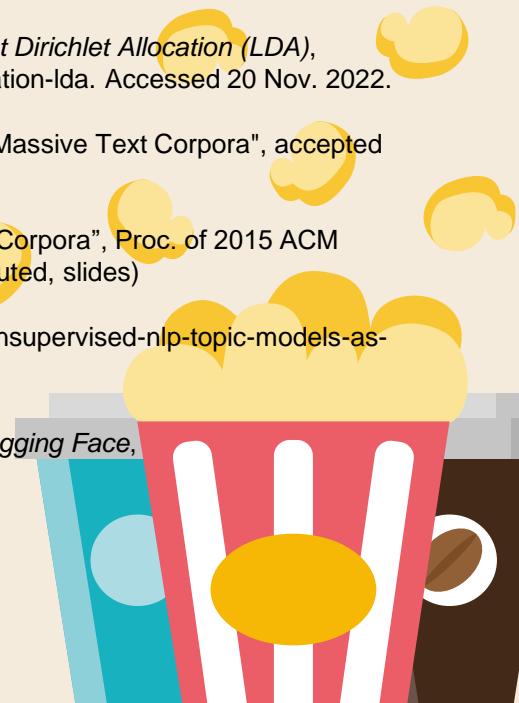 t Dirichlet Allocation (LDA),
ation-lda. Accessed 20 Nov. 2022.
Massive Text Corpora", accepted
Corpora”, Proc. of 2015 ACM
uted, slides)
nsupervised-nlp-topic-models-as-
gging Face,